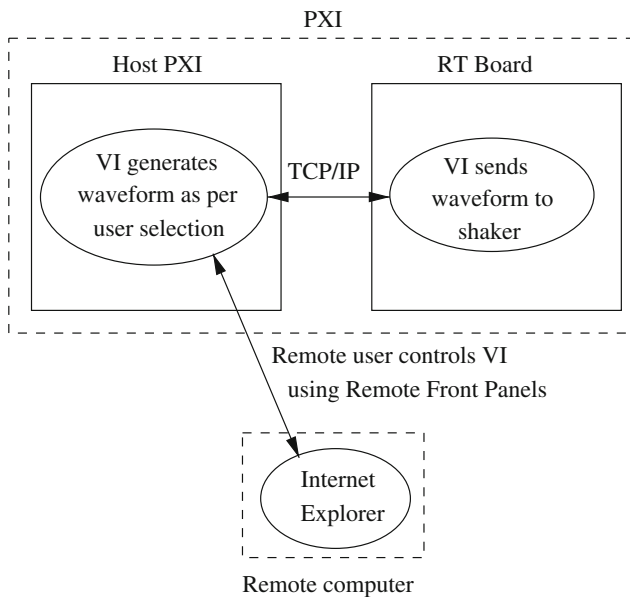 PXI
Host PXI
RT Board
VI generates
waveform as per
user selection
TCP/IP
VI sends
waveform to
shaker
Remote user controls VI
using Remote Front Panels
Internet
Explorer
Remote computer